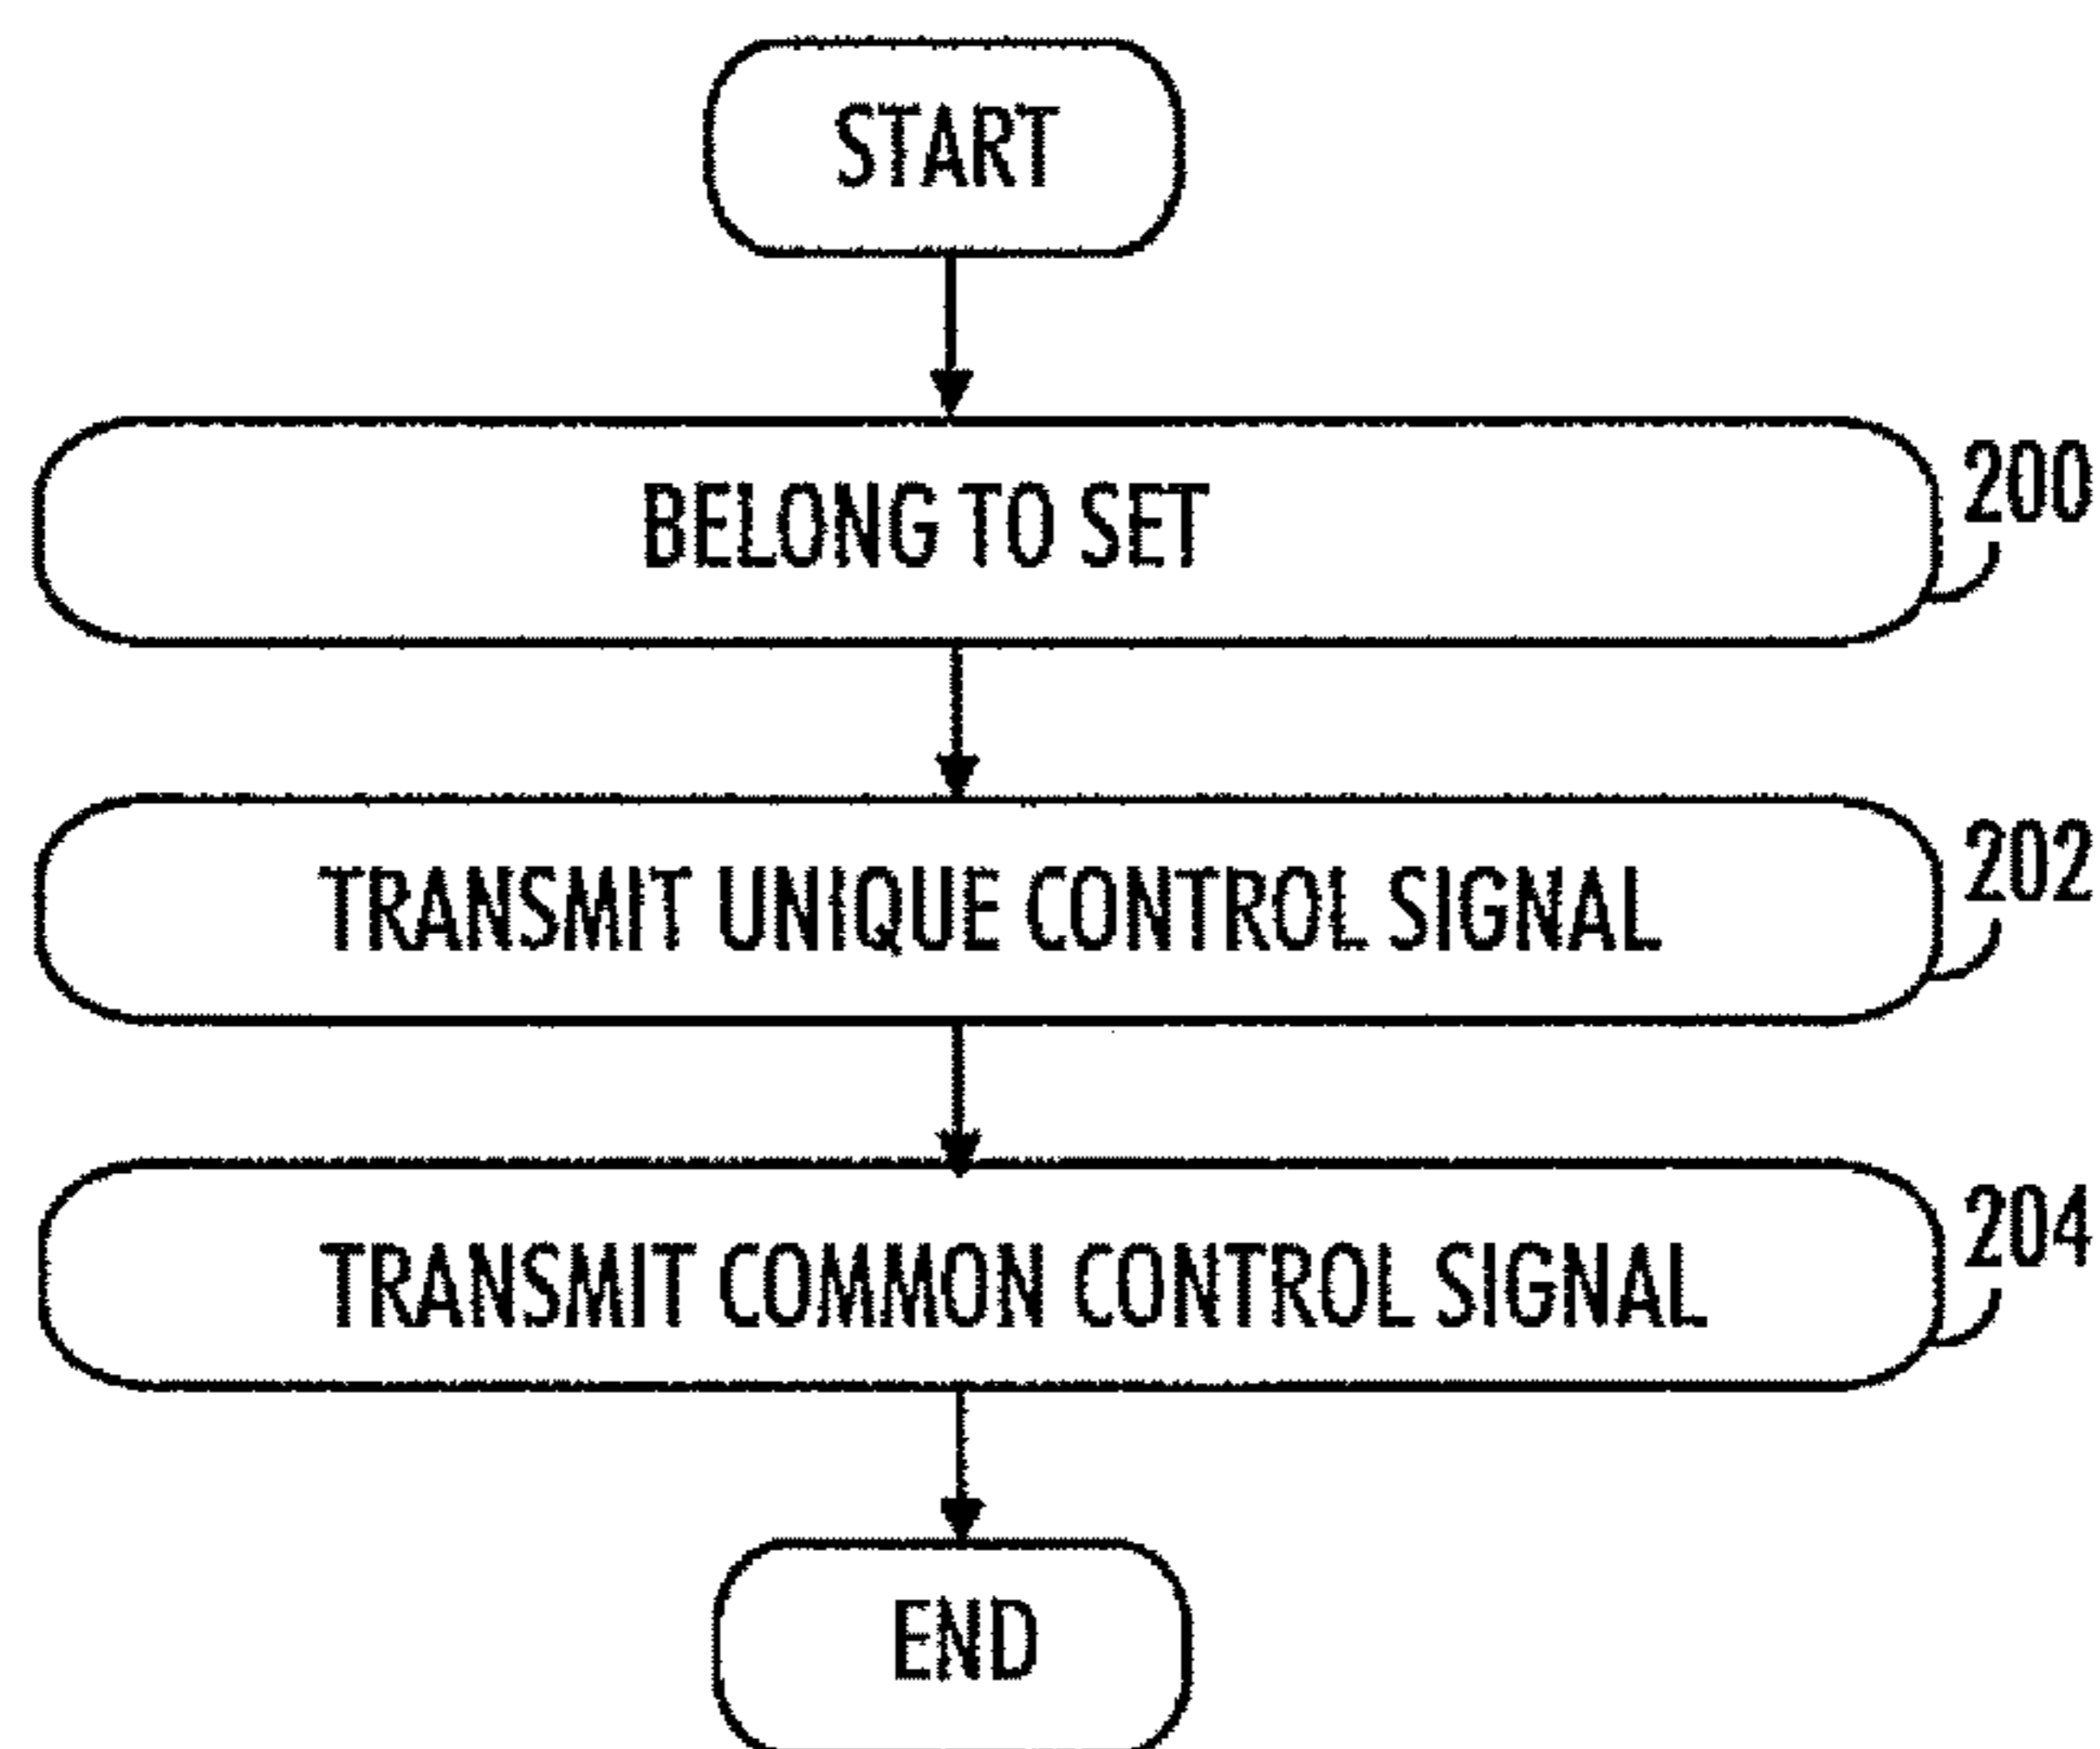 START
BELONG TO SET
200
TRANSMIT UNIQUE CONTROL SIGNAL
202
TRANSMIT COMMON CONTROL SIGNAL
204
END